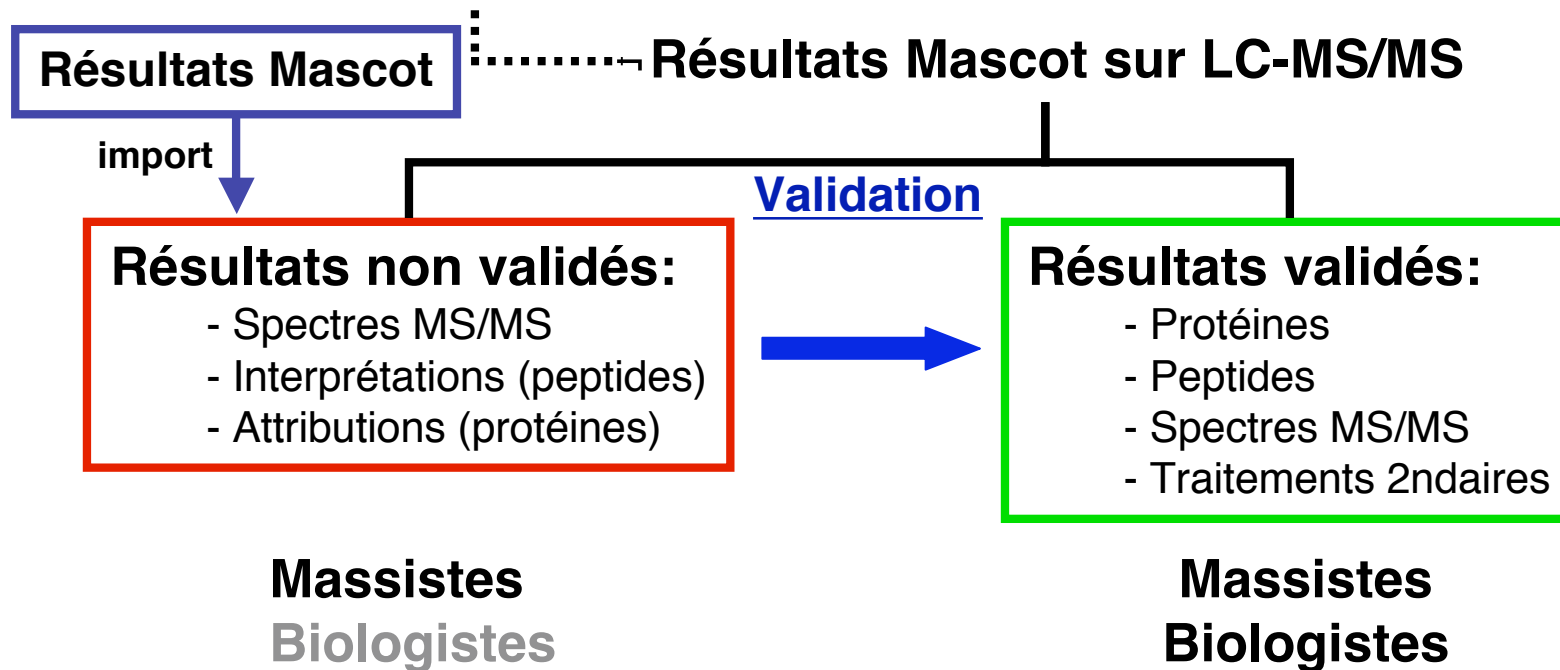 Résultats Mascot
Résultats Mascot sur LC-MS/MS
import
Validation
Résultats non validés:
- Spectres MS/MS
- Interprétations (peptides)
- Attributions (protéines)
Résultats validés:
- Protéines
- Peptides
- Spectres MS/MS
- Traitements 2ndaires
Massistes
Biologistes
Massistes
Biologistes